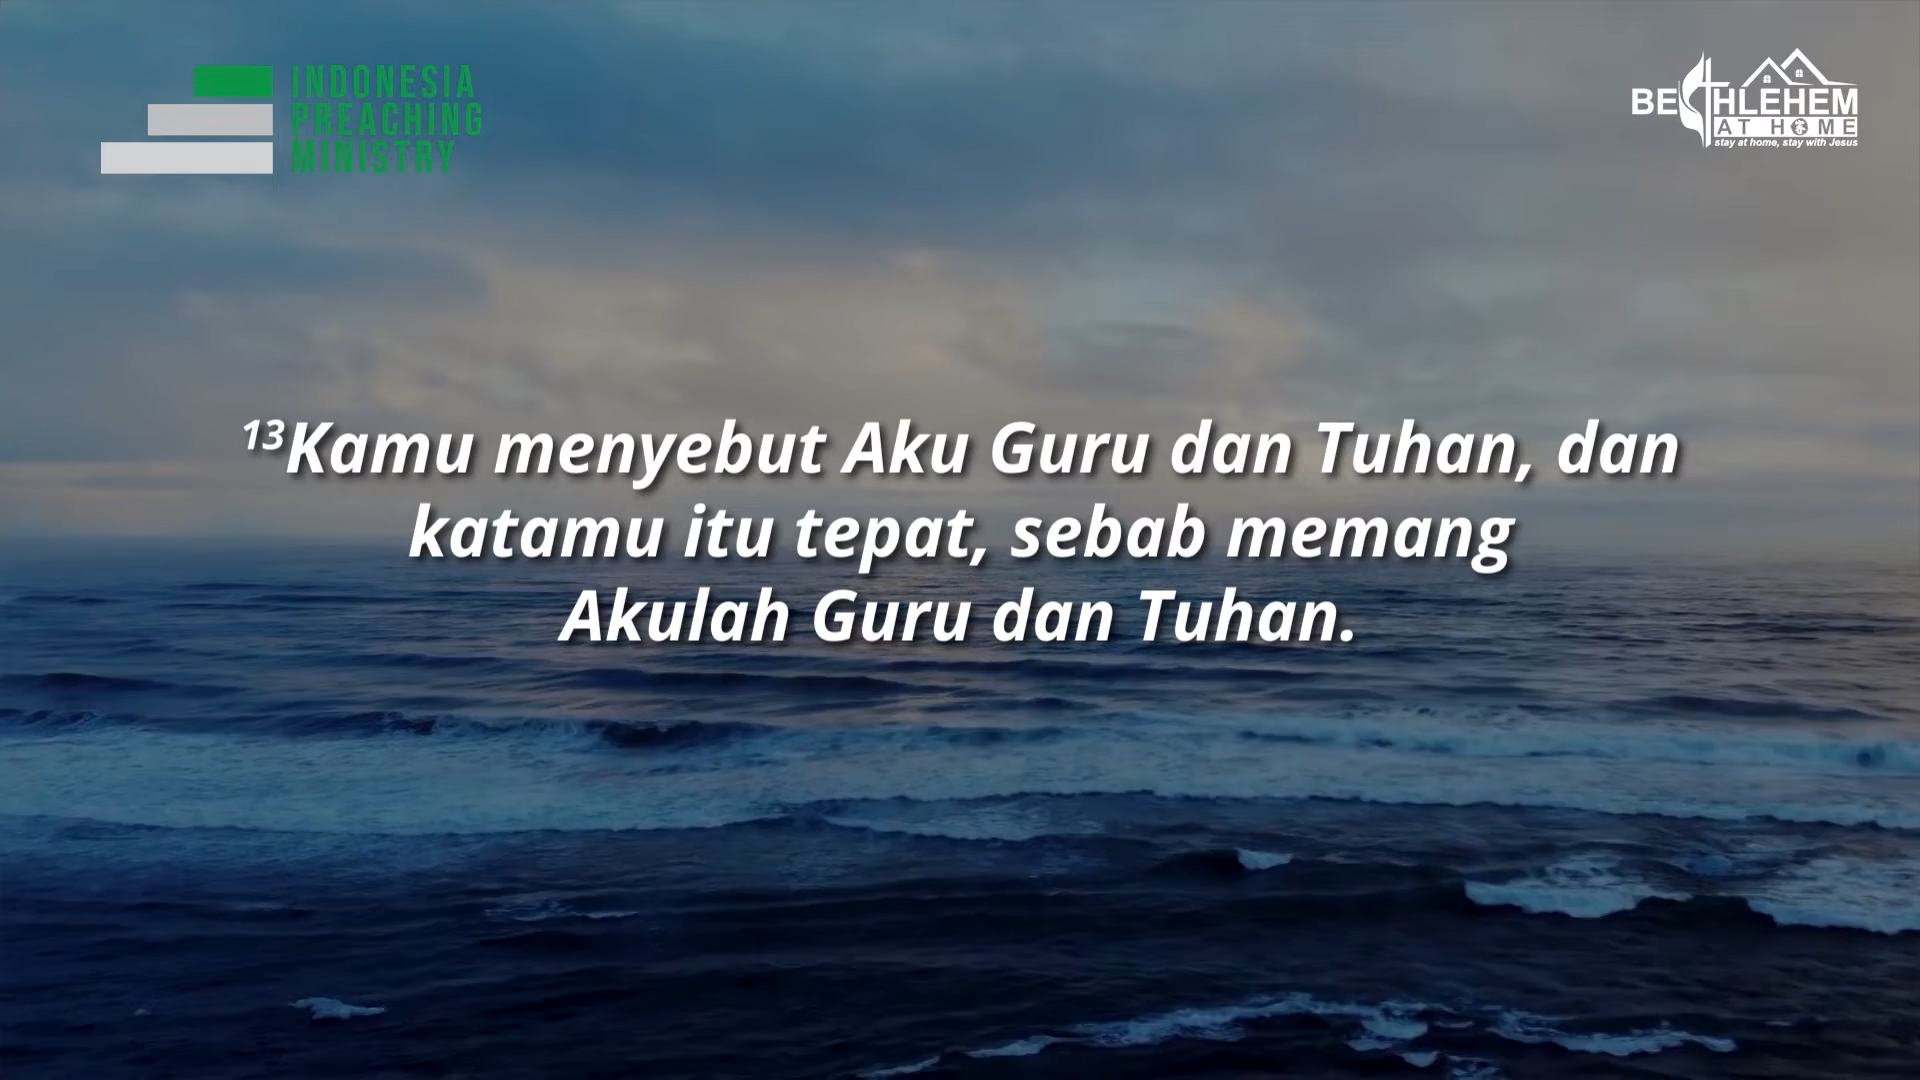 INDONESIA
PREACHING
MINISTRY
BETHLEHEM
AT HOME
stay at home, stay with Jesus
¹³Kamu menyebut Aku Guru dan Tuhan, dan
katamu itu tepat, sebab memang
Akulah Guru dan Tuhan.